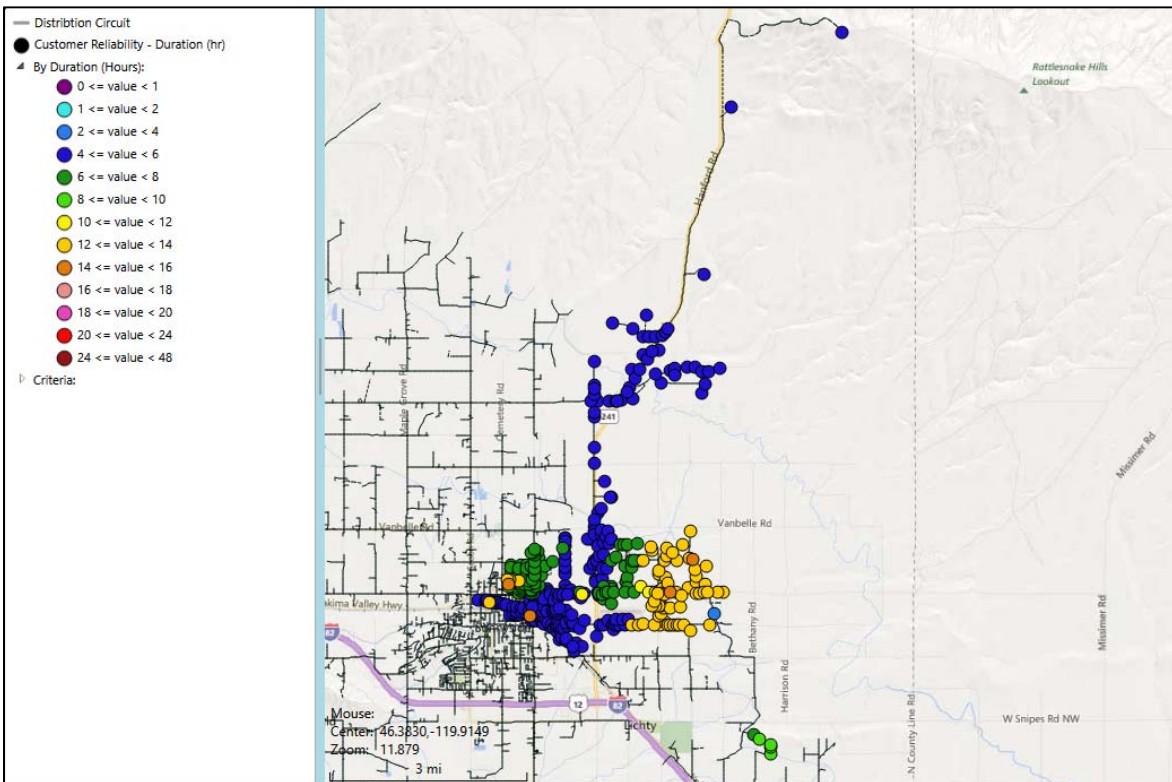 Distribtion Circuit
Customer Reliability - Duration (hr)
By Duration (Hours):
0 <= value < 1
1 <= value < 2
2 <= value < 4
4 <= value < 6
6 <= value < 8
8 <= value < 10
10 <= value < 12
12 <= value < 14
14 <= value < 16
16 <= value < 18
18 <= value < 20
20 <= value < 24
24 <= value < 48
Criteria:
Rattlesnake Hills
Lookout
Hanford Rd
Maple Grove Rd
Cemetery Rd
241
Missimer Rd
Vanbelle Rd
Vanbelle Rd
akima Valley Hwy
82
Bethany Rd
Missimer Rd
Harrison Rd
N County Line Rd
12
82
Lichty
W Snipes Rd NW
Mouse:
Center: 46.3830,-119.9149
Zoom: 11.879
3 mi